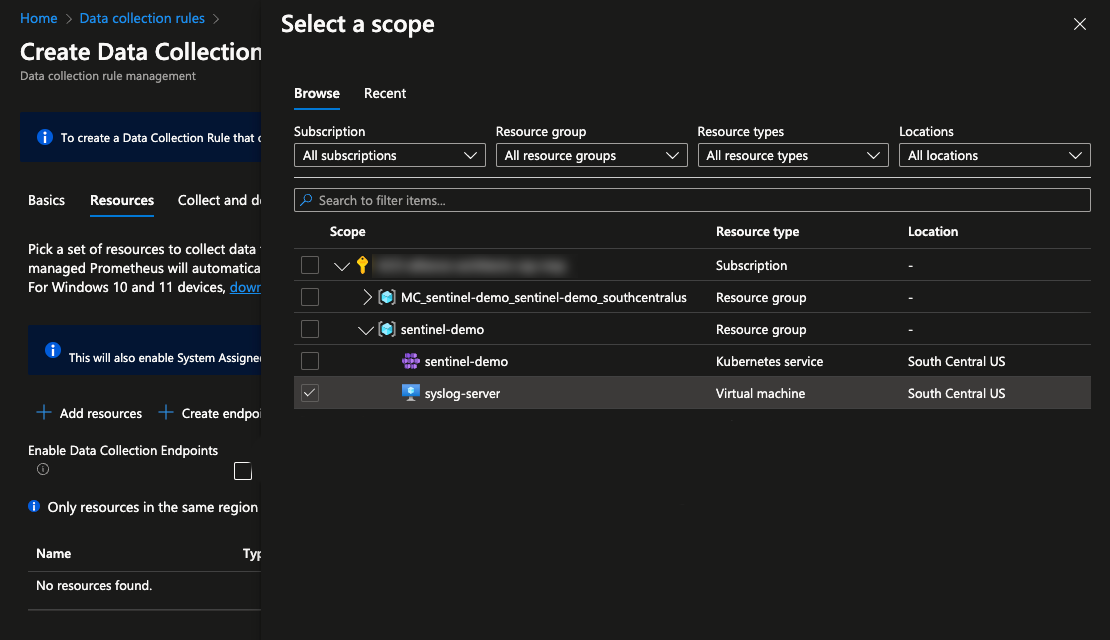 Home > Data collection rules >
Create Data Collection
Data collection rule management
To create a Data Collection Rule that
Basics Resources Collect and
Pick a set of resources to collect data
managed Prometheus will automatica
For Windows 10 and 11 devices, down
This will also enable System Assigne
+ Add resources + Create endpoi
Enable Data Collection Endpoints
Only resources in the same region
Name Typ
No resources found.
Select a scope
Browse Recent
Subscription Resource group Resource types Locations
All subscriptions All resource groups All resource types All locations
Search to filter items...
Scope Resource type Location
Subscription -
MC_sentinel-demo_sentinel-demo_southcentralus Resource group -
sentinel-demo Resource group -
sentinel-demo Kubernetes service South Central US
syslog-server Virtual machine South Central US